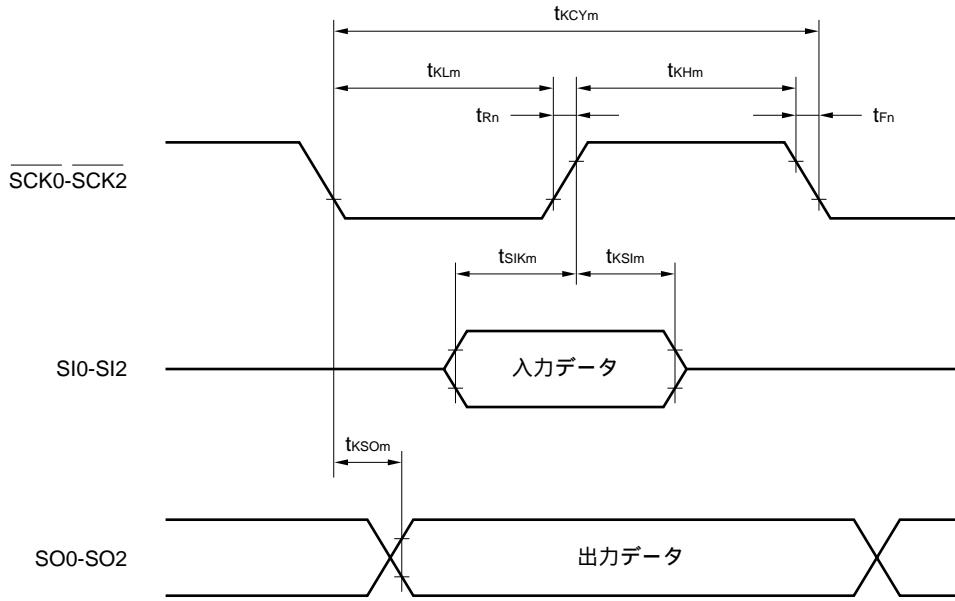 tKCYm
tKLm
tKHm
tRn
tFn
SCK0-SCK2
tSIKm
tKSIm
SI0-SI2
入力データ
tKSOm
SO0-SO2
出力データ